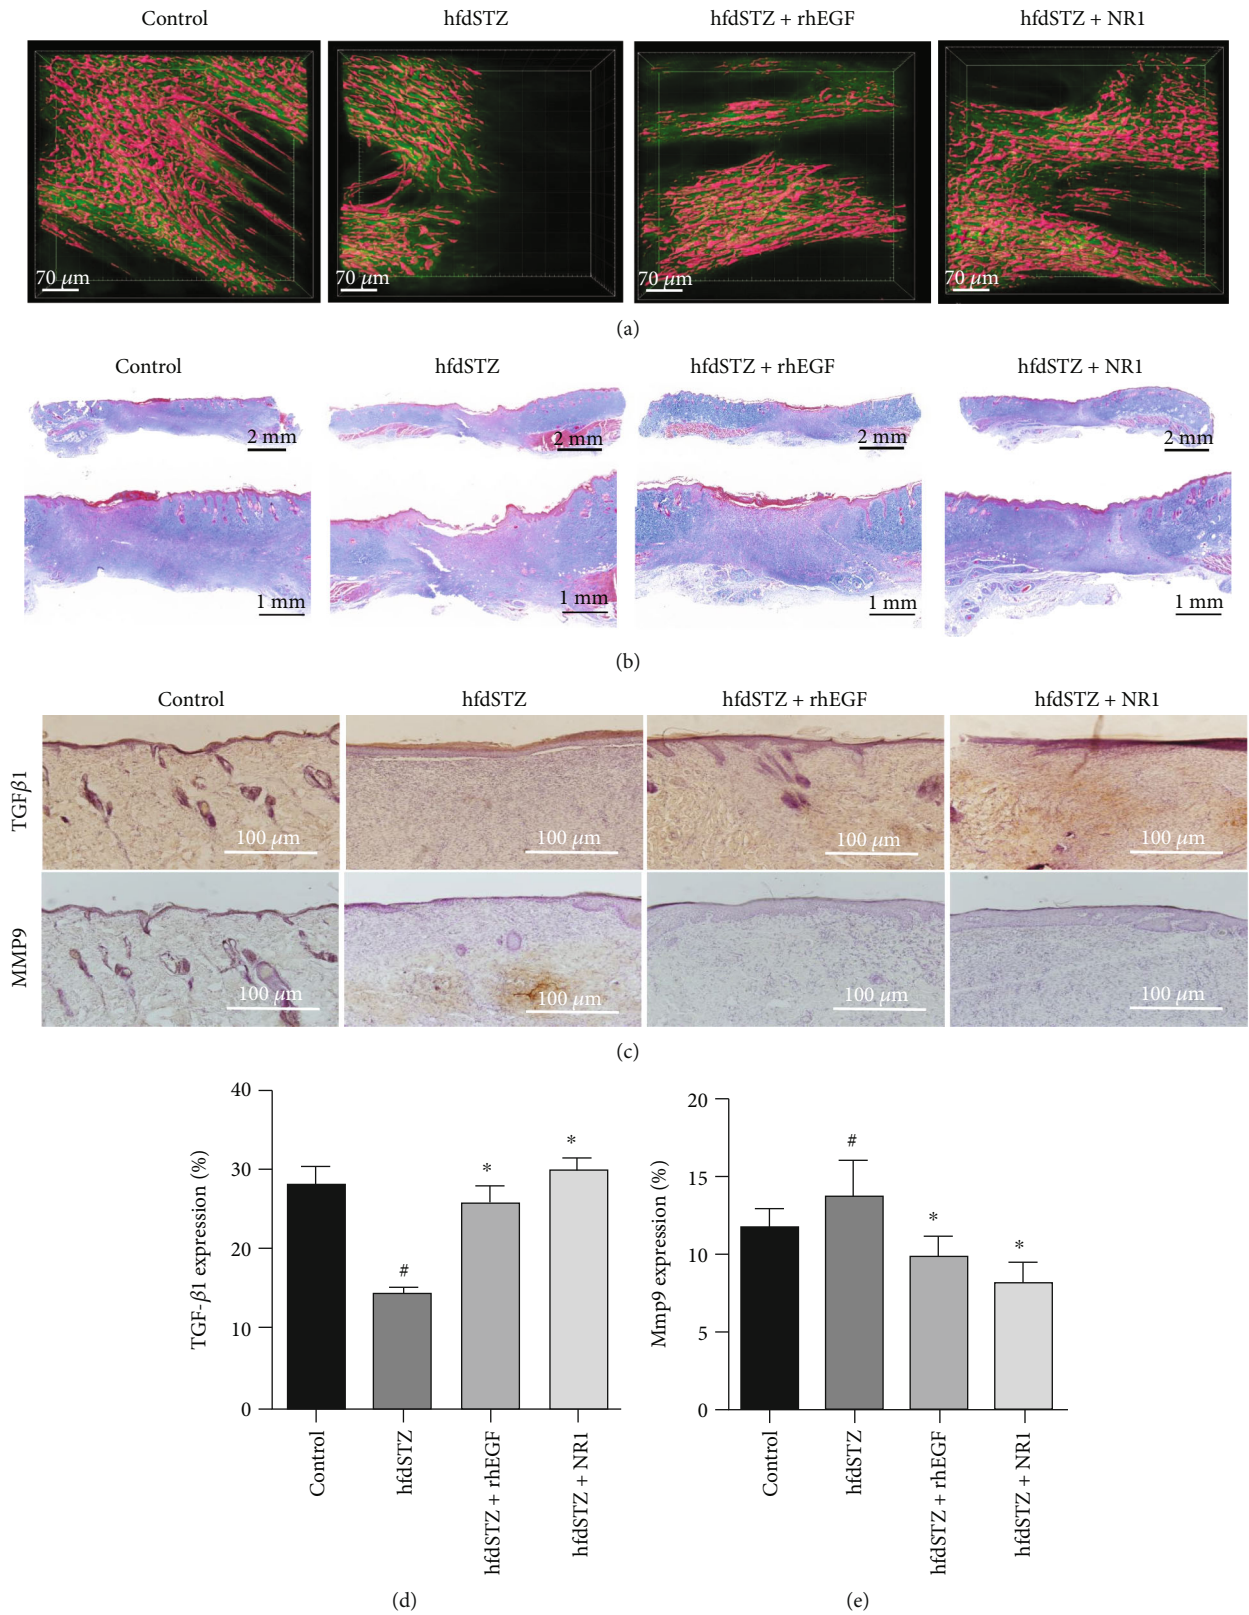 Control hfdSTZ hfdSTZ + rhEGF hfdSTZ + NR1
70 μm 70 μm 70 μm 70 μm
(a)
Control hfdSTZ hfdSTZ + rhEGF hfdSTZ + NR1
2 mm 2 mm 2 mm 2 mm
1 mm 1 mm 1 mm 1 mm
(b)
Control hfdSTZ hfdSTZ + rhEGF hfdSTZ + NR1
TGFβ1
100 μm 100 μm 100 μm 100 μm
MMP9
100 μm 100 μm 100 μm 100 μm
(c)
TGF-β1 expression (%)
40
30
20
10
0
# * *
Control
hfdSTZ
hfdSTZ + rhEGF
hfdSTZ + NR1
(d)
Mmp9 expression (%)
20
15
10
5
0
# * *
Control
hfdSTZ
hfdSTZ + rhEGF
hfdSTZ + NR1
(e)